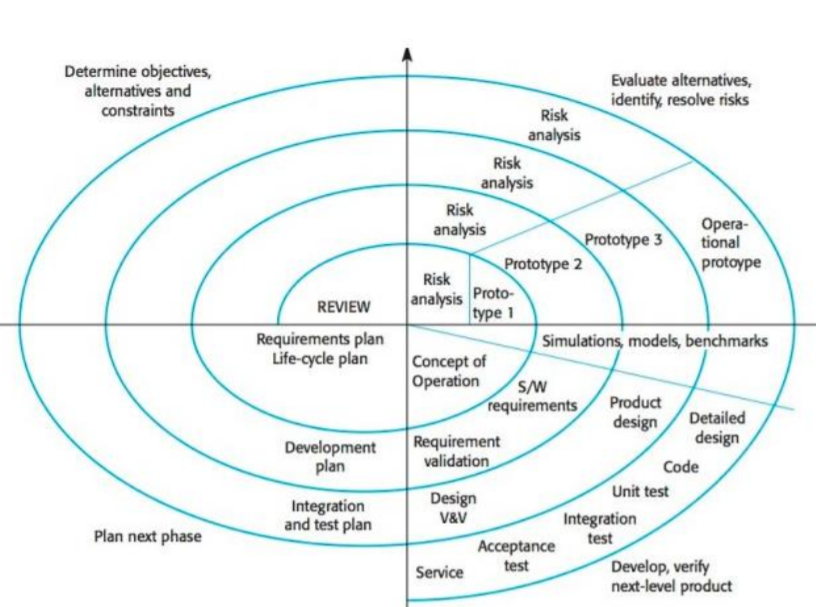 Determine objectives,
alternatives and
constraints
Evaluate alternatives,
identify, resolve risks
Risk
analysis
Risk
analysis
Risk
analysis
Risk
analysis
Proto-
type 1
Prototype 2
Prototype 3
Opera-
tional
protoype
REVIEW
Requirements plan
Life-cycle plan
Simulations, models, benchmarks
Concept of
Operation
S/W
requirements
Product
design
Detailed
design
Development
plan
Requirement
validation
Code
Unit test
Integration
and test plan
Design
V&V
Integration
test
Plan next phase
Acceptance
test
Service
Develop, verify
next-level product